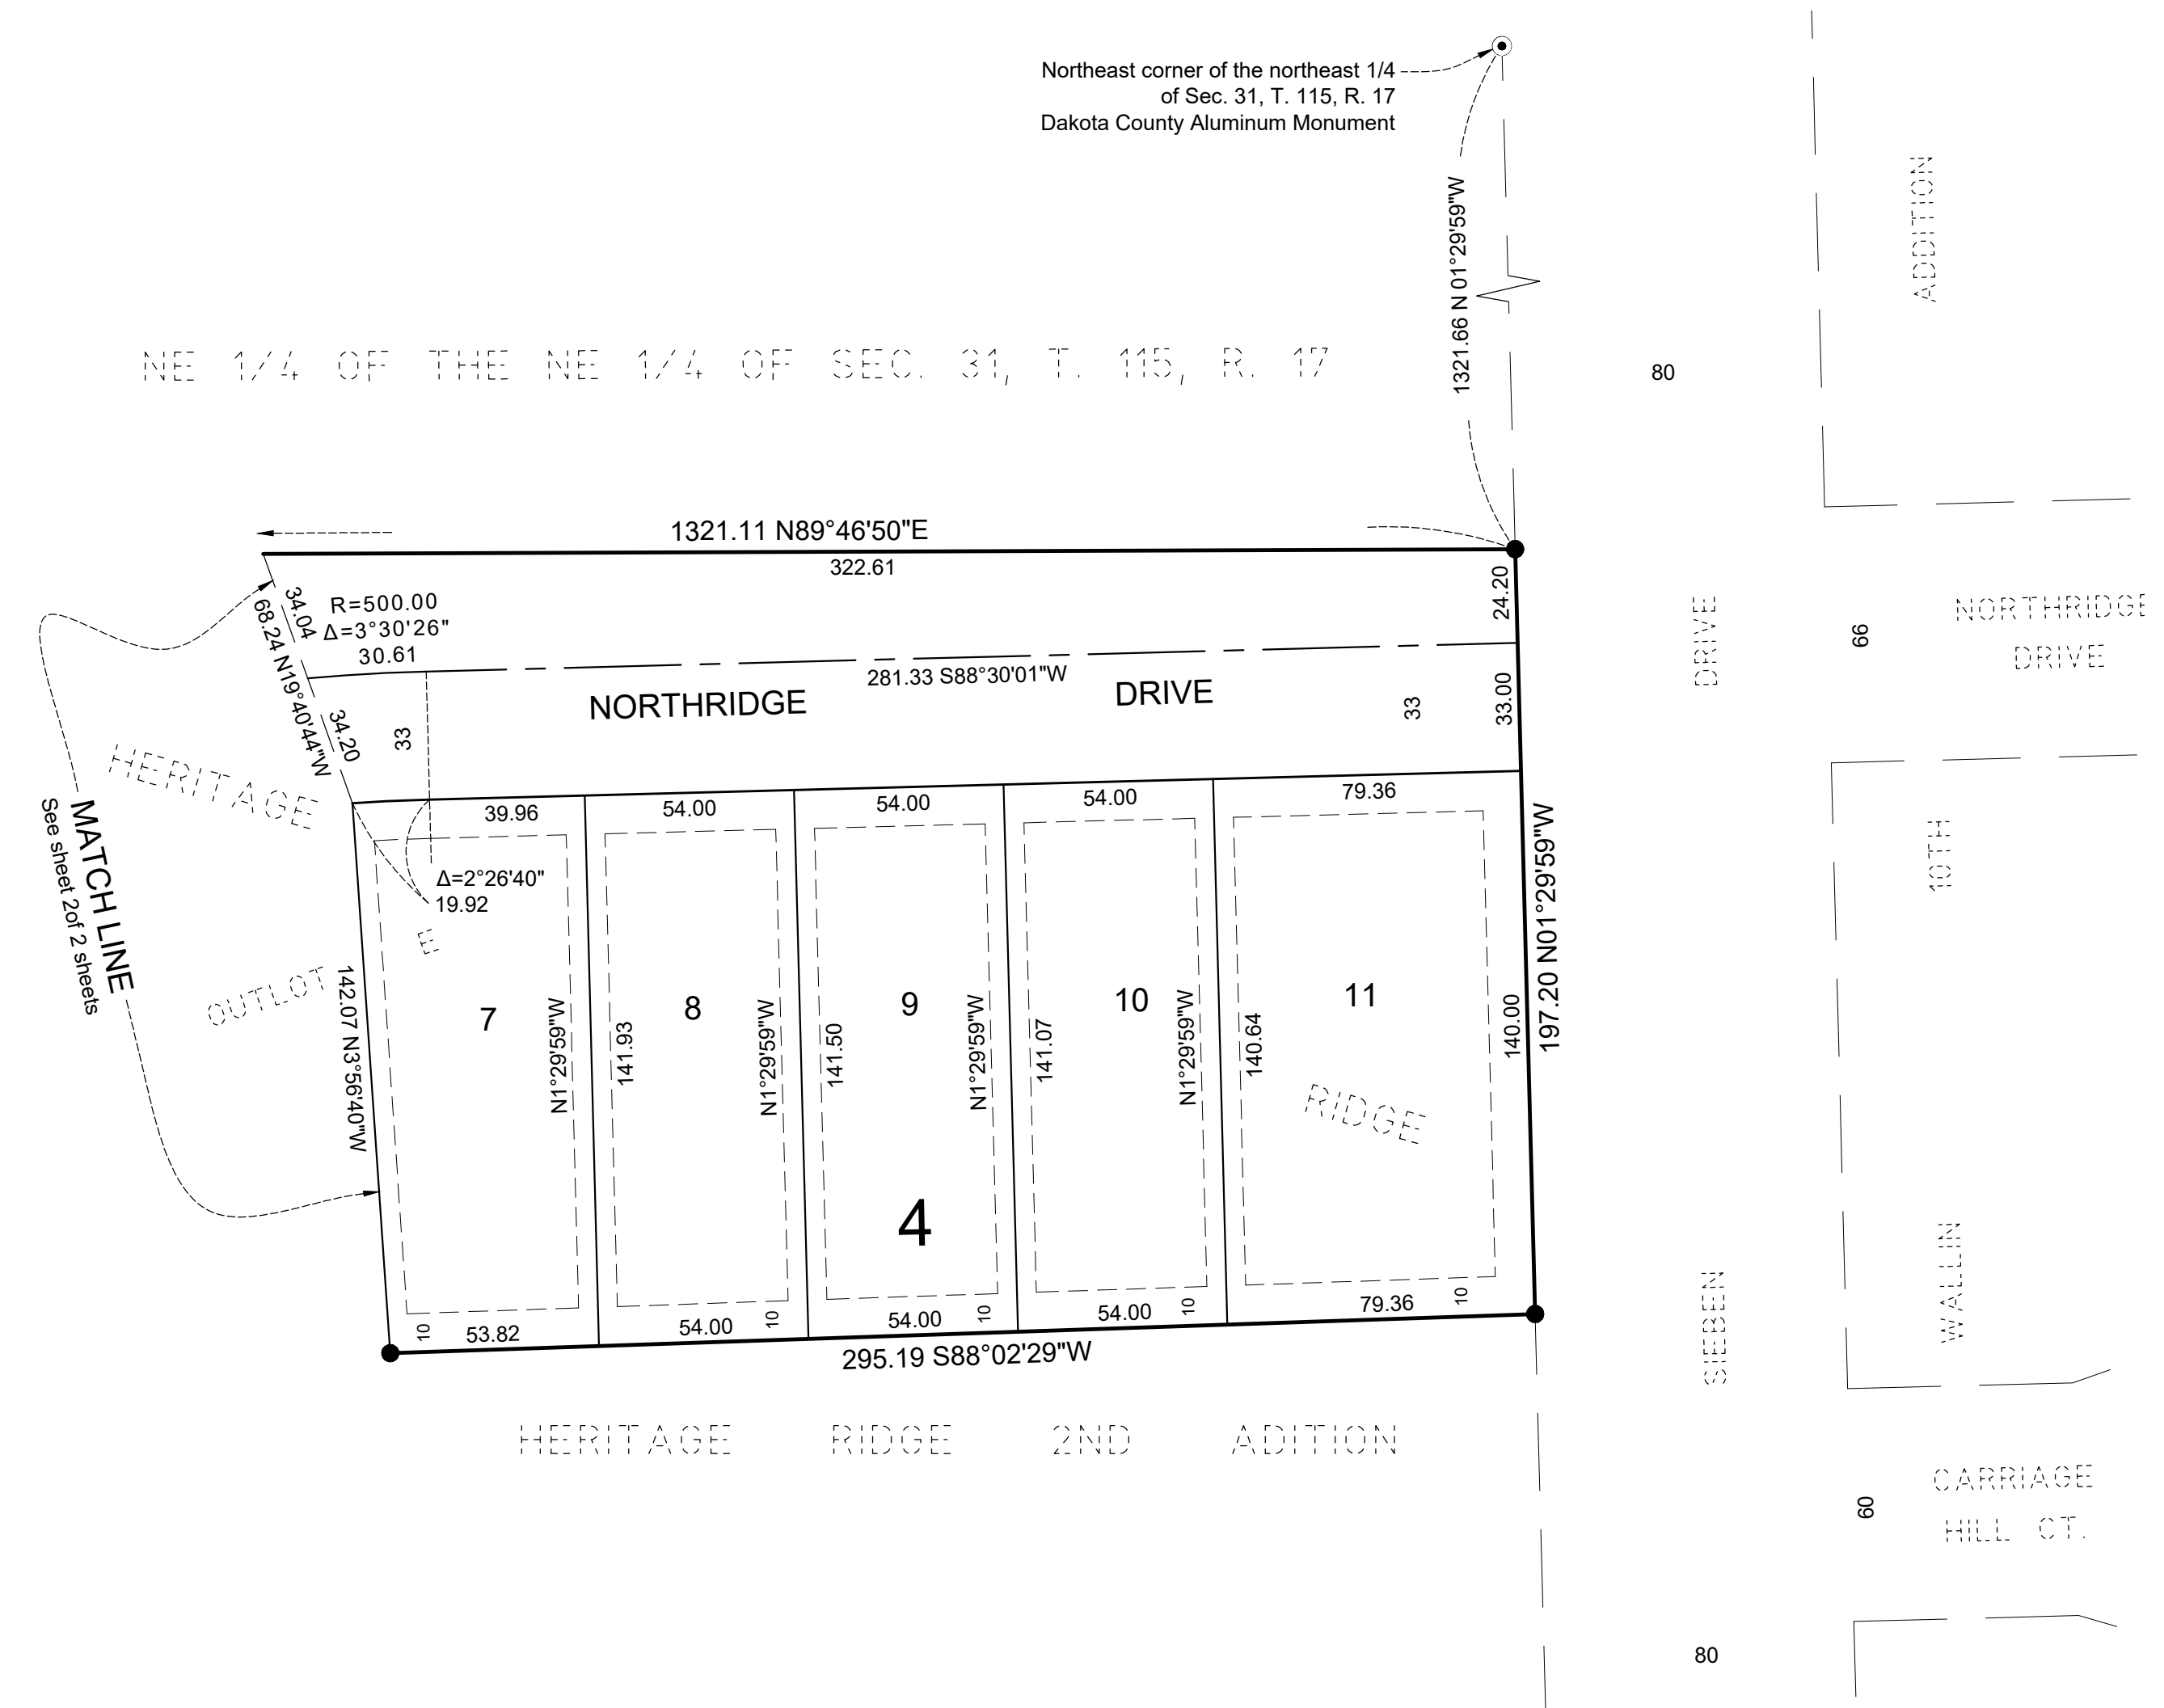 Northeast corner of the northeast 1/4
of Sec. 31, T. 115, R. 17
Dakota County Aluminum Monument
1321.66 N 01°29'59"W
ADDITION
NE 1/4 OF THE NE 1/4 OF SEC. 31, T. 115, R. 17
80
1321.11 N89°46'50"E
322.61
24.20
34.04
68.24 N19°40'44"W
R=500.00
Δ=3°30'26"
30.61
281.33 S88°30'01"W
NORTHRIDGE DRIVE
33
33
33.00
34.20
DRIVE
66
NORTHRIDGE
DRIVE
HERITAGE
MATCH LINE
See sheet 2of 2 sheets
39.96
54.00
54.00
54.00
79.36
Δ=2°26'40"
19.92
E
OUTLOT
142.07 N3°56'40"W
7
N1°29'59"W
141.93
8
N1°29'59"W
141.50
9
N1°29'59"W
141.07
10
N1°29'59"W
140.64
11
140.00
197.20 N01°29'59"W
10TH
RIDGE
4
WALLIN
SIEBEN
10
53.82
54.00
10
54.00
10
54.00
10
79.36
10
295.19 S88°02'29"W
HERITAGE RIDGE 2ND ADITION
CARRIAGE
HILL CT.
60
80